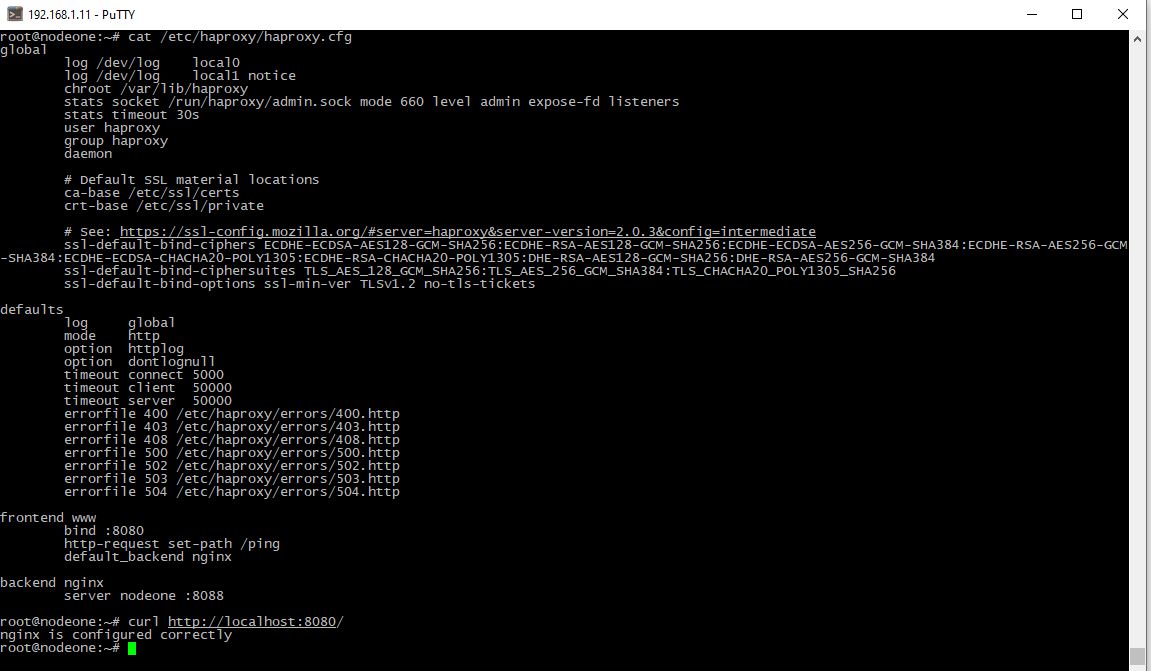 192.168.1.11 - PuTTY
root@nodeone:~# cat /etc/haproxy/haproxy.cfg
global
log /dev/log local0
log /dev/log local1 notice
chroot /var/lib/haproxy
stats socket /run/haproxy/admin.sock mode 660 level admin expose-fd listeners
stats timeout 30s
user haproxy
group haproxy
daemon
# Default SSL material locations
ca-base /etc/ssl/certs
crt-base /etc/ssl/private
# See: https://ssl-config.mozilla.org/#server=haproxy&server-version=2.0.3&config=intermediate
ssl-default-bind-ciphers ECDHE-ECDSA-AES128-GCM-SHA256:ECDHE-RSA-AES128-GCM-SHA256:ECDHE-ECDSA-AES256-GCM-SHA384:ECDHE-RSA-AES256-GCM
-SHA384:ECDHE-ECDSA-CHACHA20-POLY1305:ECDHE-RSA-CHACHA20-POLY1305:DHE-RSA-AES128-GCM-SHA256:DHE-RSA-AES256-GCM-SHA384
ssl-default-bind-ciphersuites TLS_AES_128_GCM_SHA256:TLS_AES_256_GCM_SHA384:TLS_CHACHA20_POLY1305_SHA256
ssl-default-bind-options ssl-min-ver TLSv1.2 no-tls-tickets
defaults
log global
mode http
option httplog
option dontlognull
timeout connect 5000
timeout client 50000
timeout server 50000
errorfile 400 /etc/haproxy/errors/400.http
errorfile 403 /etc/haproxy/errors/403.http
errorfile 408 /etc/haproxy/errors/408.http
errorfile 500 /etc/haproxy/errors/500.http
errorfile 502 /etc/haproxy/errors/502.http
errorfile 503 /etc/haproxy/errors/503.http
errorfile 504 /etc/haproxy/errors/504.http
frontend www
bind :8080
http-request set-path /ping
default_backend nginx
backend nginx
server nodeone :8088
root@nodeone:~# curl http://localhost:8080/
nginx is configured correctly
root@nodeone:~#